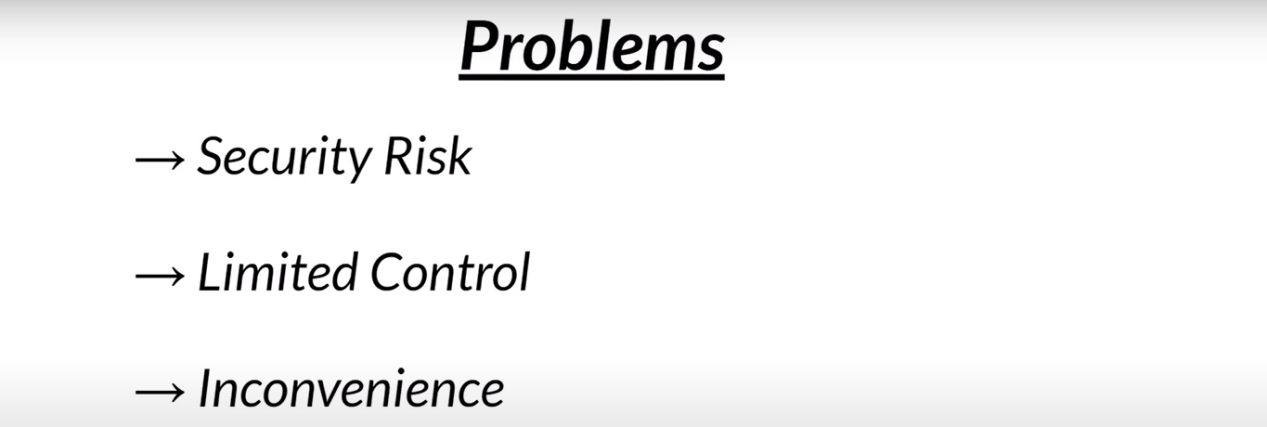 Problems
→ Security Risk
→ Limited Control
→ Inconvenience